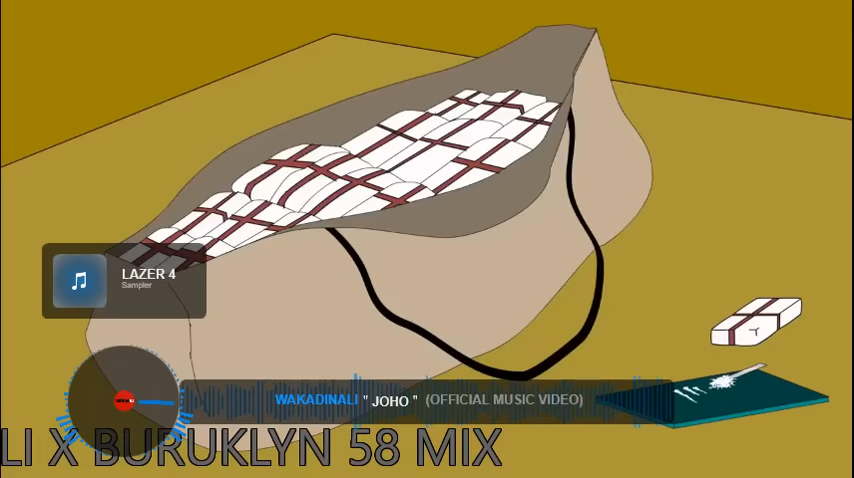 LAZER 4
Sampler
WAKADINALI " JOHO " (OFFICIAL MUSIC VIDEO)
LI X BURUKLYN 58 MIX